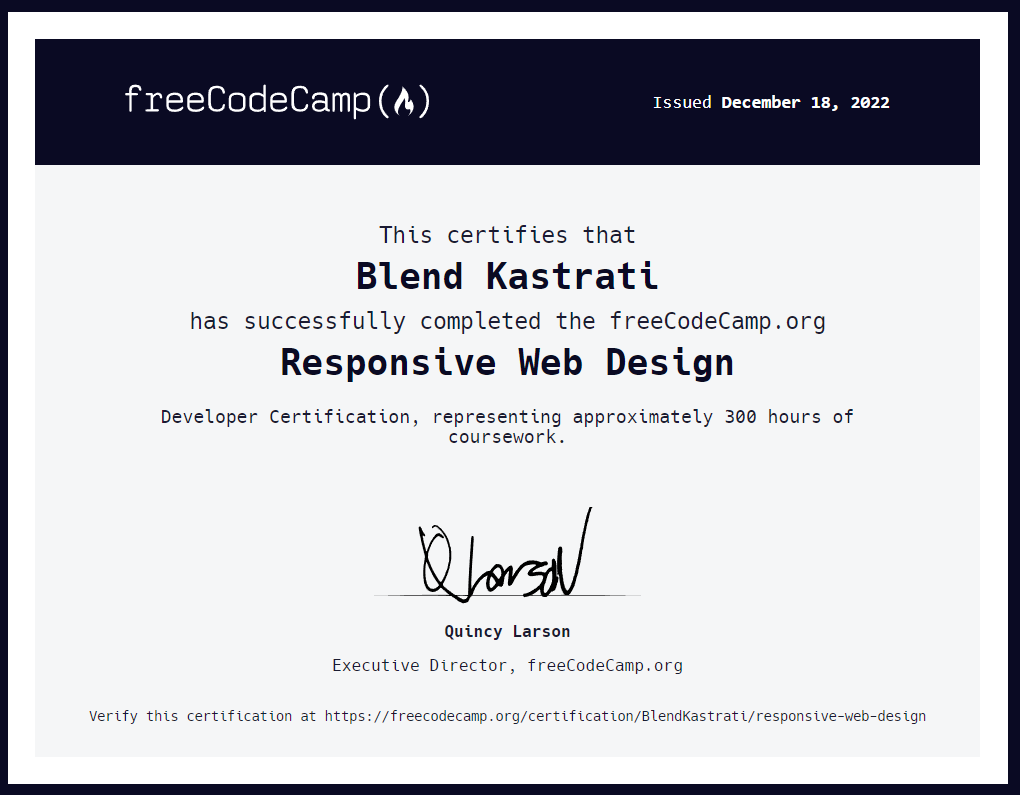 freeCodeCamp(🔥)
Issued December 18, 2022
This certifies that
Blend Kastrati
has successfully completed the freeCodeCamp.org
Responsive Web Design
Developer Certification, representing approximately 300 hours of
coursework.
Q Larson
Quincy Larson
Executive Director, freeCodeCamp.org
Verify this certification at https://freecodecamp.org/certification/BlendKastrati/responsive-web-design